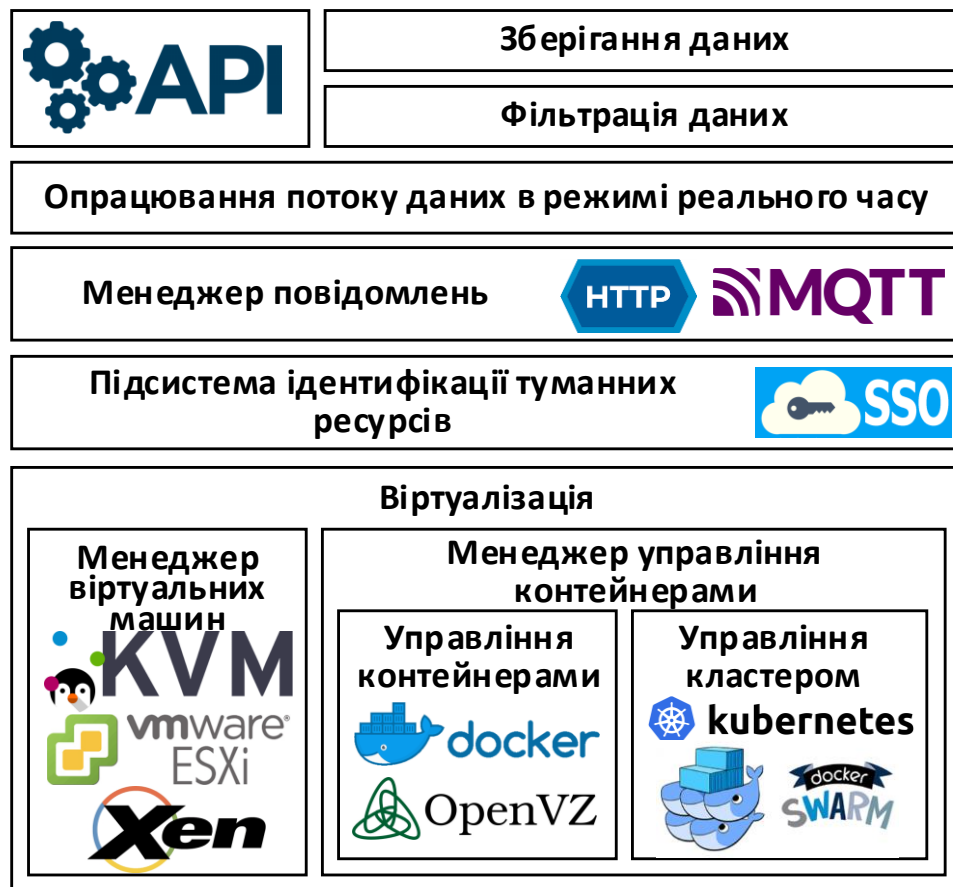 API
Зберігання даних
Фільтрація даних
Опрацювання потоку даних в режимі реального часу
Менеджер повідомлень
HTTP
MQTT
Підсистема ідентифікації туманних
ресурсів
SSO
Віртуалізація
Менеджер
віртуальних
машин
KVM
vmware®
ESXi
Xen
Менеджер управління
контейнерами
Управління
контейнерами
docker
OpenVZ
Управління
кластером
kubernetes
docker
SWARM